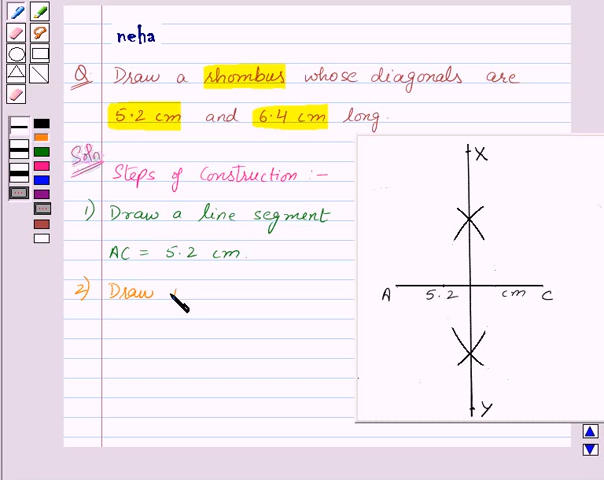 neha
Q. Draw a rhombus whose diagonals are
5.2 cm and 6.4 cm long.
Soln
Steps of Construction :-
1) Draw a line segment
AC = 5.2 cm.
2) Draw
X
A 5.2 cm C
Y